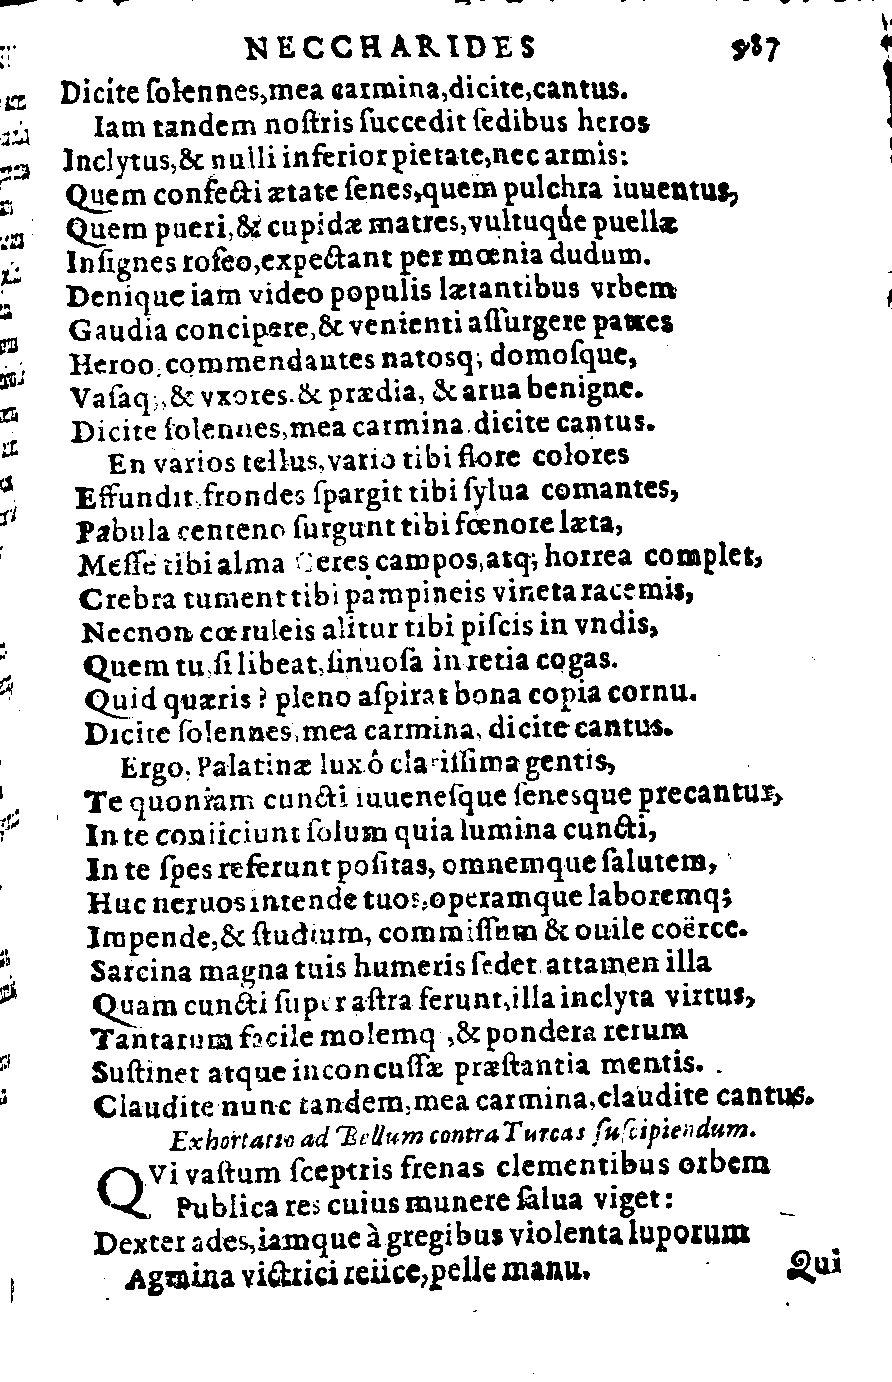 NECCHARIDES 987
Dicite ſolennes,mea carmina,dicite,cantus.
Iam tandem noſtris ſuccedit ſedibus heros
Inclytus,& nulli inferior pietate,nec armis:
Quem confecti ætate ſenes,quem pulchra iuuentus,
Quem pueri,& cupidæ matres,vultuque puellæ
Inſignes roſeo,expectant per mœnia dudum.
Denique iam video populis lætantibus vrbem
Gaudia concipere,& venienti aſſurgere patres
Heroo, commendantes natosq; domoſque,
Vaſaq;,& vxores.& prædia, & arua benigne.
Dicite ſolennes,mea carmina.dicite cantus.
En varios tellus,vario tibi flore colores
Effundit,frondes ſpargit tibi ſylua comantes,
Pabula centeno ſurgunt tibi fœnore læta,
Meſſe tibi alma Ceres campos,atq; horrea complet,
Crebra tument tibi pampineis vineta racemis,
Necnon cœruleis alitur tibi piſcis in vndis,
Quem tu,ſi libeat,ſinuoſa in retia cogas.
Quid quæris? pleno aſpirat bona copia cornu.
Dicite ſolennes,mea carmina, dicite cantus.
Ergo, Palatinæ lux ô clariſſima gentis,
Te quoniam cuncti iuueneſque ſenesque precantur,
In te coniiciunt ſolum quia lumina cuncti,
In te ſpes referunt poſitas, omnemque ſalutem,
Huc neruos intende tuos,operamque laboremq;
Impende,& ſtudium, commiſſum & ouile coërce.
Sarcina magna tuis humeris ſedet attamen illa
Quam cuncti ſuper aſtra ferunt,illa inclyta virtus,
Tantarum facile molemq ,& pondera rerum
Suſtinet atque inconcuſſæ præſtantia mentis.
Claudite nunc tandem,mea carmina,claudite cantus.
Exhortatio ad Bellum contra Turcas ſuſcipiendum.
QVi vaſtum ſceptris frenas clementibus orbem
Publica res cuius munere ſalua viget:
Dexter ades,iamque à gregibus violenta luporum
Agmina victrici reiice,pelle manu.
Qui